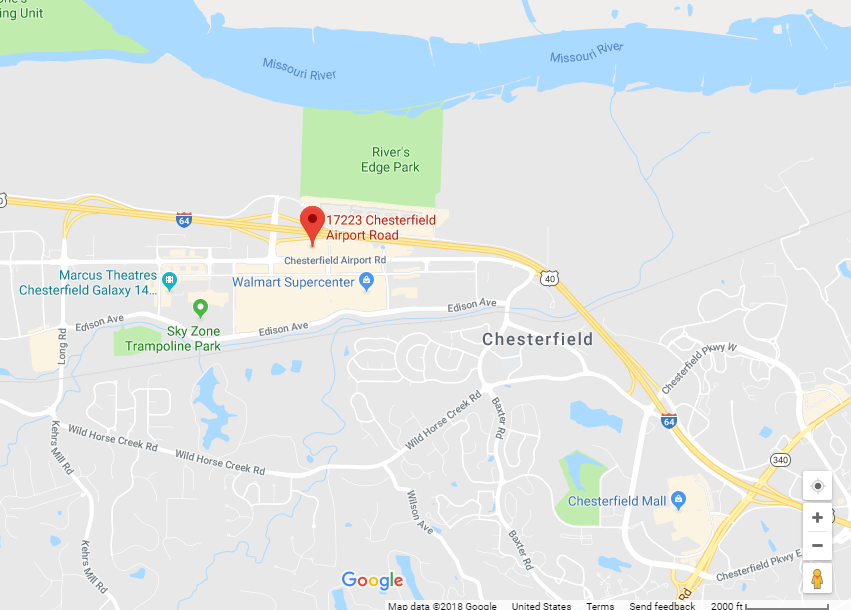 ing Unit
Missouri River
Missouri River
River's
Edge Park
64
17223 Chesterfield
Airport Road
Chesterfield Airport Rd
40
Marcus Theatres
Chesterfield Galaxy 14...
Walmart Supercenter
Edison Ave
Edison Ave
Edison Ave
Sky Zone
Trampoline Park
Long Rd
Chesterfield
Chesterfield Pkwy W
Wild Horse Creek Rd
Baxter Rd
64
Kehrs Mill Rd
Wild Horse Creek Rd
Wild Horse Creek Rd
340
Wilson Ave
Chesterfield Mall
Baxter Rd
Kehrs Mill Rd
Chesterfield Pkwy E
Google
Rd
Map data ©2018 Google United States Terms Send feedback 2000 ft